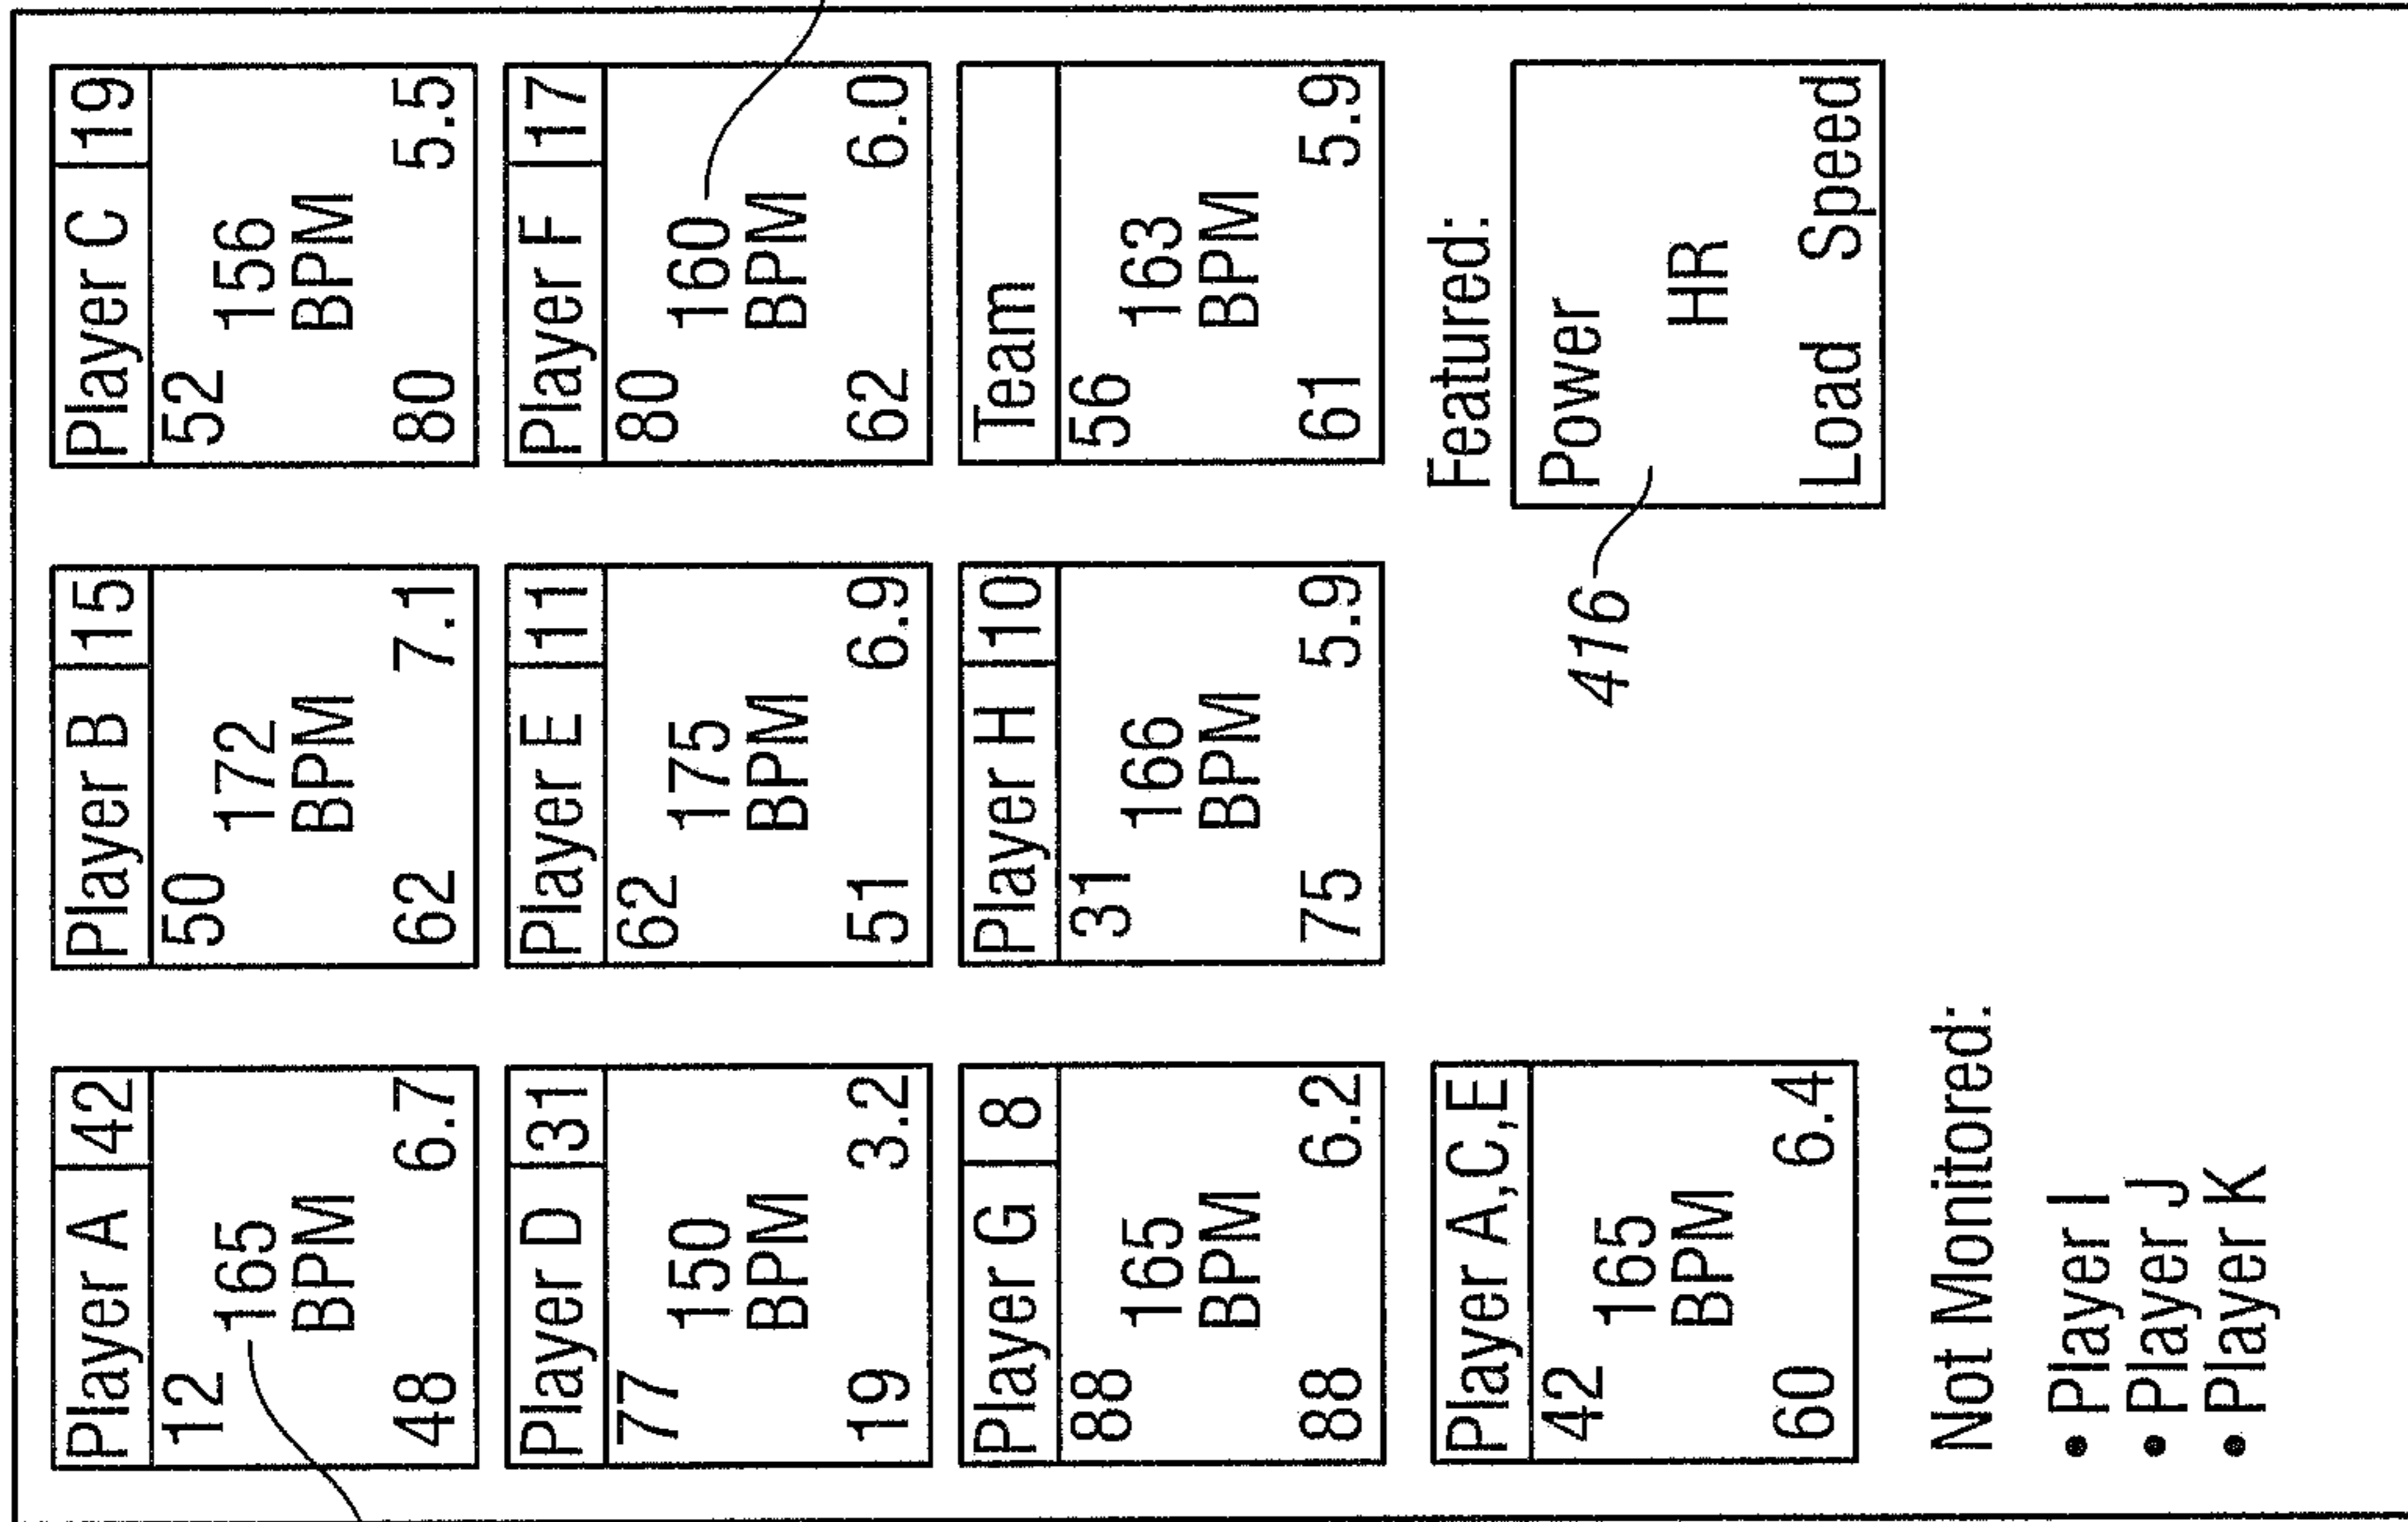 Player A 42
12
165
BPM
48 6.7
Player B 15
50
172
BPM
62 7.1
Player C 19
52
156
BPM
80 5.5
Player D 31
77
150
BPM
19 3.2
Player E 11
62
175
BPM
51 6.9
Player F 17
80
160
BPM
62 6.0
Player G 8
88
165
BPM
88 6.2
Player H 10
31
166
BPM
75 5.9
Team
56
163
BPM
61 5.9
Player A,C,E
42
165
BPM
60 6.4
Featured:
Power
HR
Load Speed
416
Not Monitored:
• Player I
• Player J
• Player K